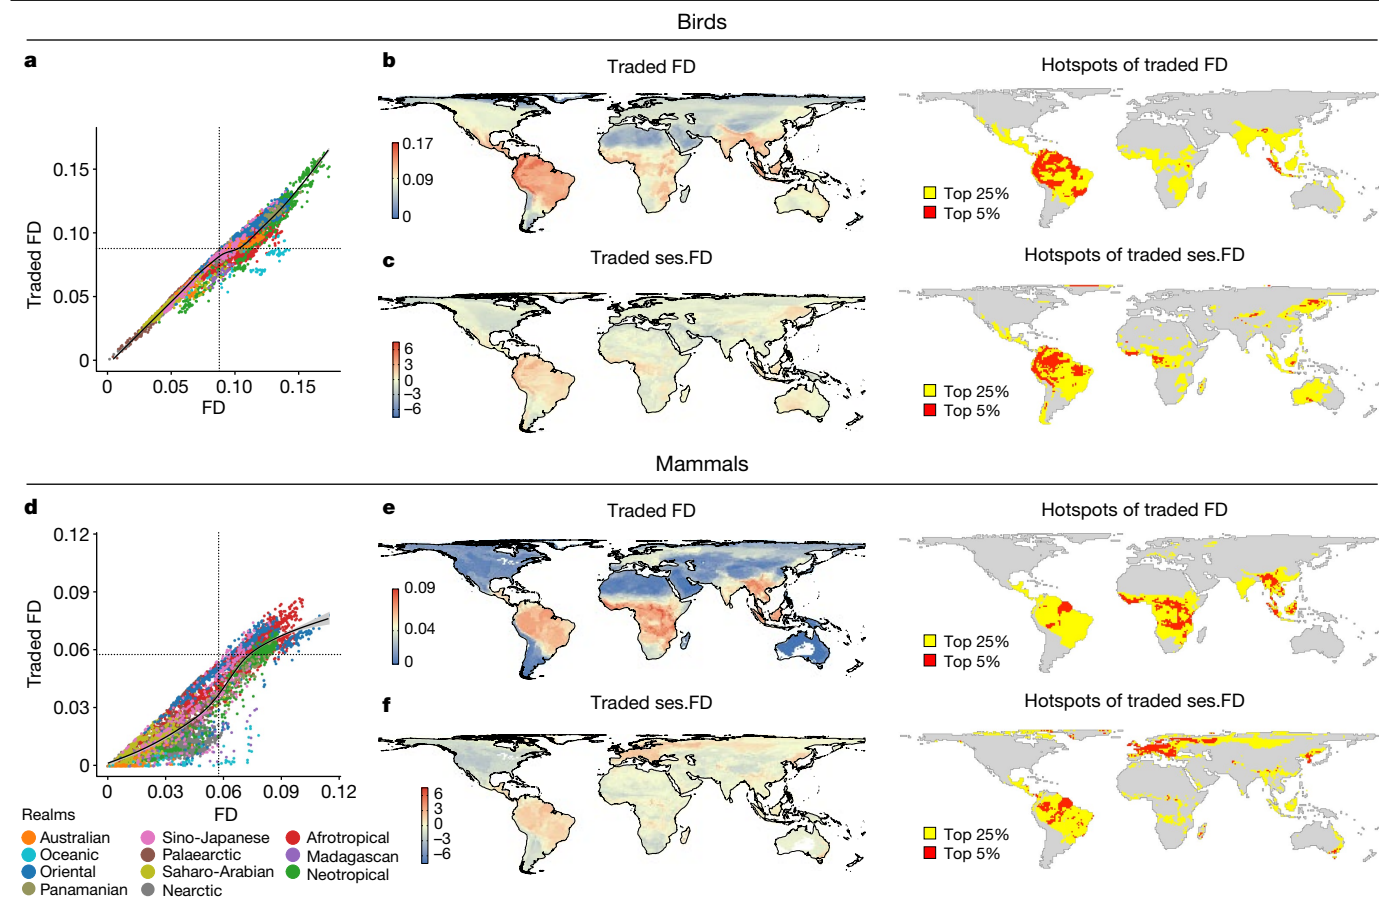 Birds
a
0.15
0.10
0.05
0
Traded FD
0
0.05
0.10
0.15
FD
b
Traded FD
0.17
0.09
0
Hotspots of traded FD
Top 25%
Top 5%
c
Traded ses.FD
6
3
0
−3
−6
Hotspots of traded ses.FD
Top 25%
Top 5%
Mammals
d
0.12
0.09
0.06
0.03
0
Traded FD
0
0.03
0.06
0.09
0.12
FD
Realms
Australian
Oceanic
Oriental
Panamanian
Sino-Japanese
Palaearctic
Saharo-Arabian
Nearctic
Afrotropical
Madagascan
Neotropical
e
Traded FD
0.09
0.04
0
Hotspots of traded FD
Top 25%
Top 5%
f
Traded ses.FD
6
3
0
−3
−6
Hotspots of traded ses.FD
Top 25%
Top 5%